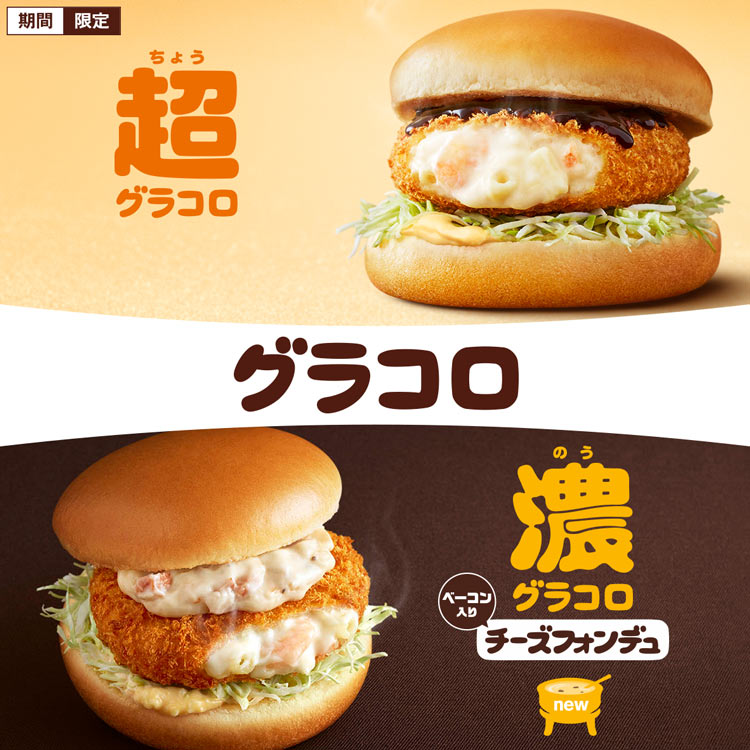 期間 限定
ちょう
超
グラコロ
グラコロ
のう
濃
グラコロ
ベーコン
入り
チーズフォンデュ
new